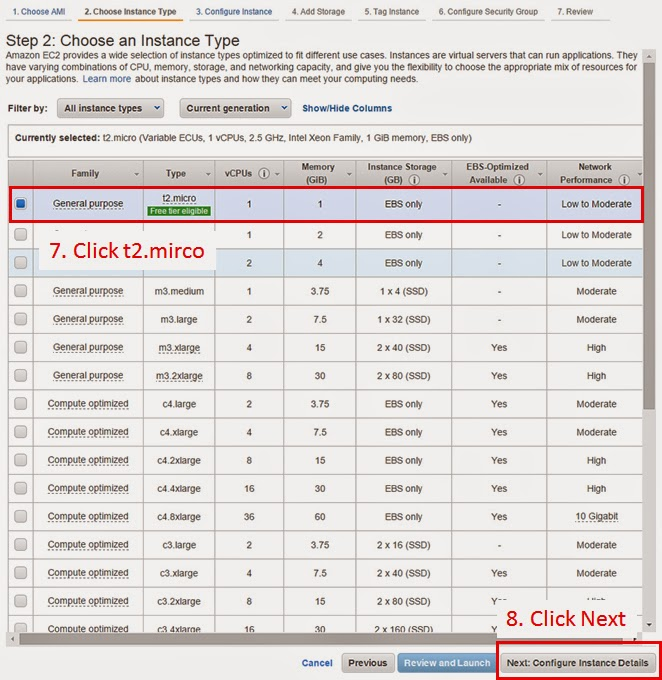 1. Choose AMI 2. Choose Instance Type 3. Configure Instance 4. Add Storage 5. Tag Instance 6. Configure Security Group 7. Review
Step 2: Choose an Instance Type
Amazon EC2 provides a wide selection of instance types optimized to fit different use cases. Instances are virtual servers that can run applications. They
have varying combinations of CPU, memory, storage, and networking capacity, and give you the flexibility to choose the appropriate mix of resources for
your applications. Learn more about instance types and how they can meet your computing needs.
Filter by: All instance types Current generation Show/Hide Columns
Currently selected: t2.micro (Variable ECUs, 1 vCPUs, 2.5 GHz, Intel Xeon Family, 1 GiB memory, EBS only)
Family Type vCPUs Memory (GiB) Instance Storage (GB) EBS-Optimized Available Network Performance
General purpose t2.micro Free tier eligible 1 1 EBS only - Low to Moderate
1 2 EBS only - Low to Moderate
7. Click t2.mirco
2 4 EBS only - Low to Moderate
General purpose m3.medium 1 3.75 1 x 4 (SSD) - Moderate
General purpose m3.large 2 7.5 1 x 32 (SSD) - Moderate
General purpose m3.xlarge 4 15 2 x 40 (SSD) Yes High
General purpose m3.2xlarge 8 30 2 x 80 (SSD) Yes High
Compute optimized c4.large 2 3.75 EBS only Yes Moderate
Compute optimized c4.xlarge 4 7.5 EBS only Yes Moderate
Compute optimized c4.2xlarge 8 15 EBS only Yes High
Compute optimized c4.4xlarge 16 30 EBS only Yes High
Compute optimized c4.8xlarge 36 60 EBS only Yes 10 Gigabit
Compute optimized c3.large 2 3.75 2 x 16 (SSD) - Moderate
Compute optimized c3.xlarge 4 7.5 2 x 40 (SSD) Yes Moderate
Compute optimized c3.2xlarge 8 15 2 x 80 (SSD)
8. Click Next
Compute optimized c3.4xlarge 16 30 2 x 160 (SSD)
Cancel Previous Review and Launch Next: Configure Instance Details